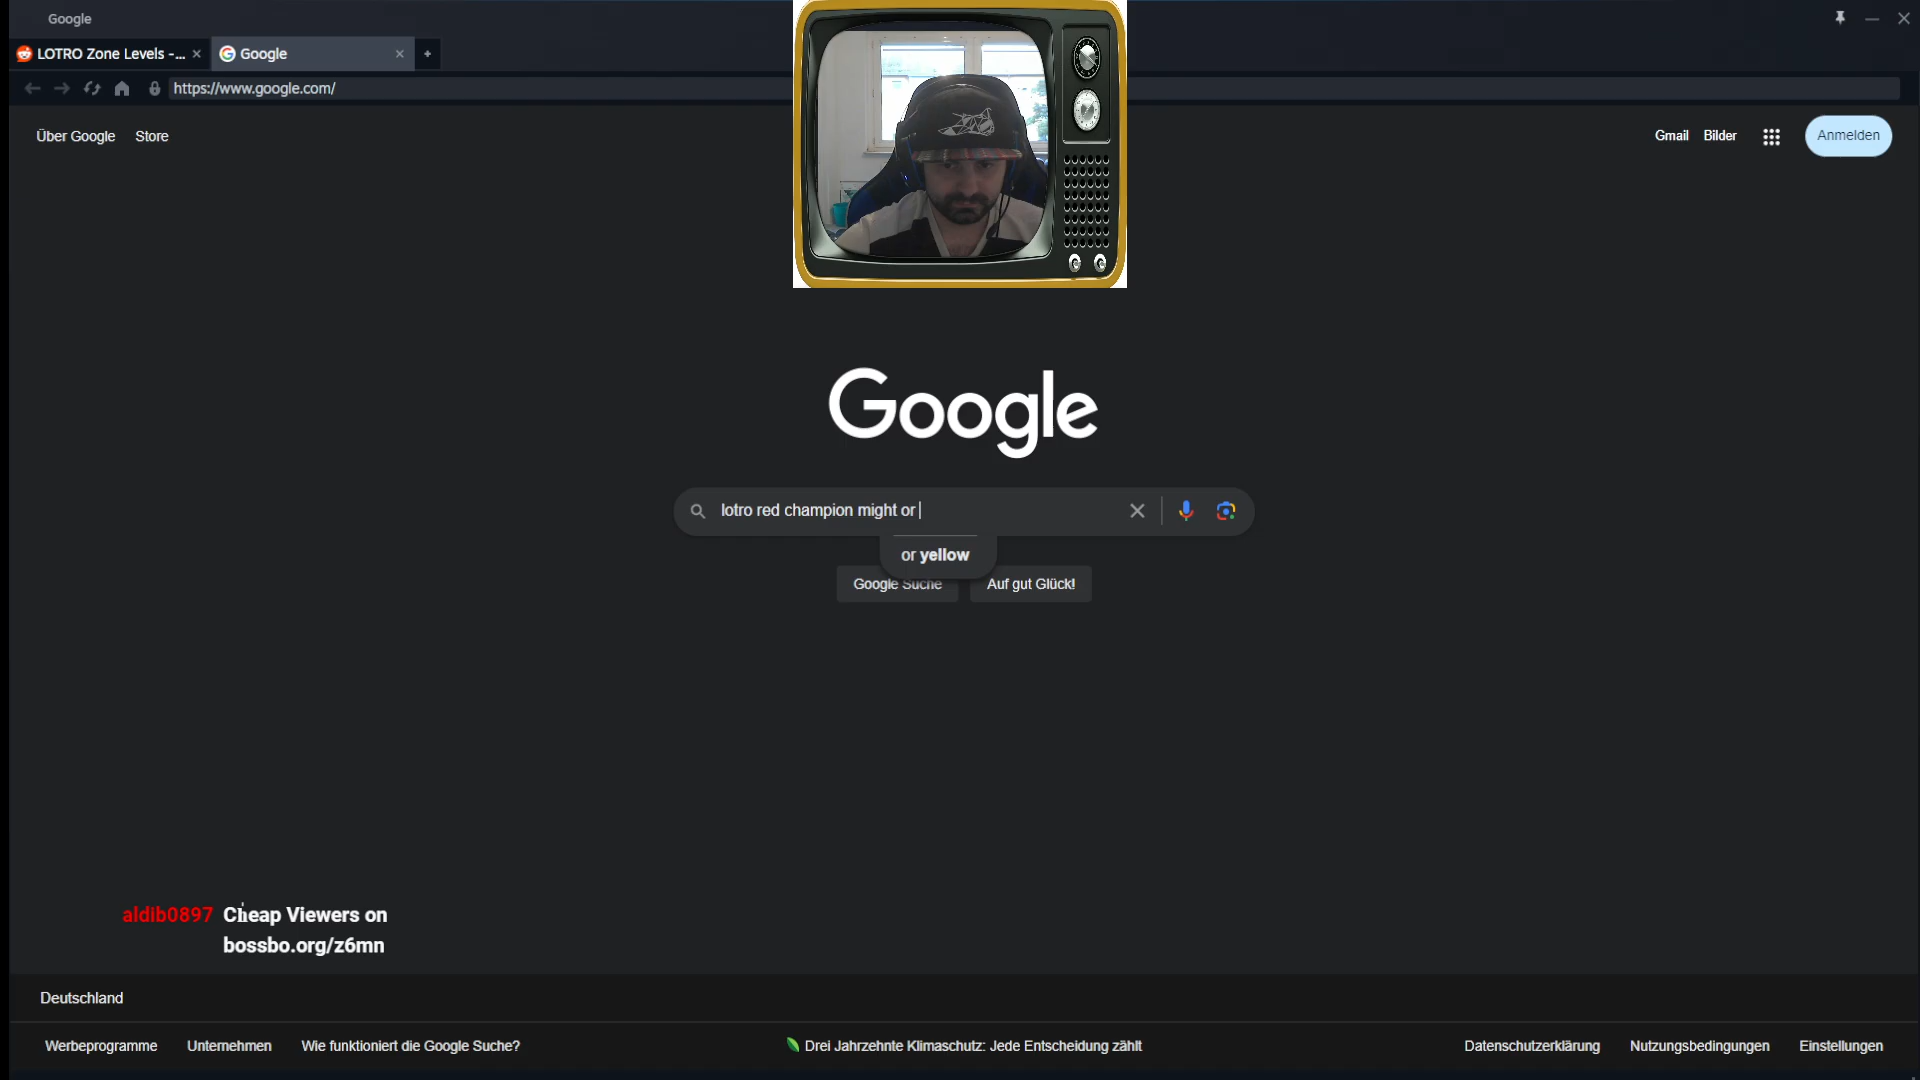 Google
LOTRO Zone Levels -...
Google
https://www.google.com/
Über Google Store
Gmail Bilder Anmelden
Google
lotro red champion might or
or yellow
Google Suche Auf gut Glück!
aldib0897 Cheap Viewers on
bossbo.org/z6mn
Deutschland
Werbeprogramme Unternehmen Wie funktioniert die Google Suche? Drei Jahrzehnte Klimaschutz: Jede Entscheidung zählt Datenschutzerklärung Nutzungsbedingungen Einstellungen